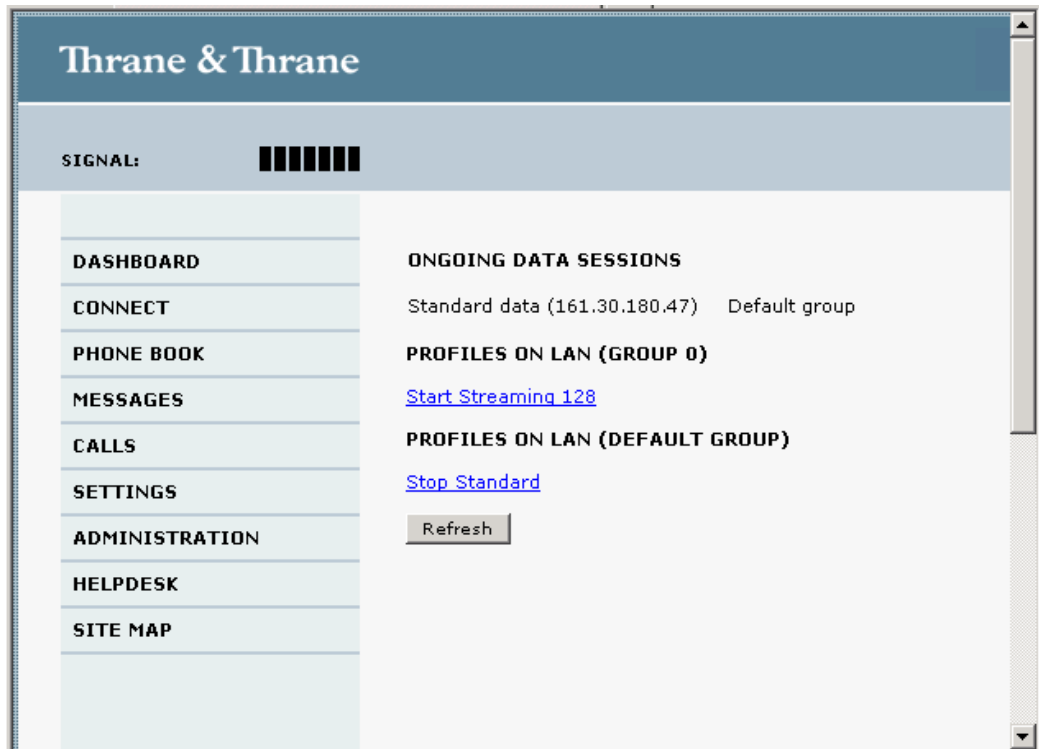 Thrane & Thrane
SIGNAL:
DASHBOARD
CONNECT
PHONE BOOK
MESSAGES
CALLS
SETTINGS
ADMINISTRATION
HELPDESK
SITE MAP
ONGOING DATA SESSIONS
Standard data (161.30.180.47) Default group
PROFILES ON LAN (GROUP 0)
Start Streaming 128
PROFILES ON LAN (DEFAULT GROUP)
Stop Standard
Refresh